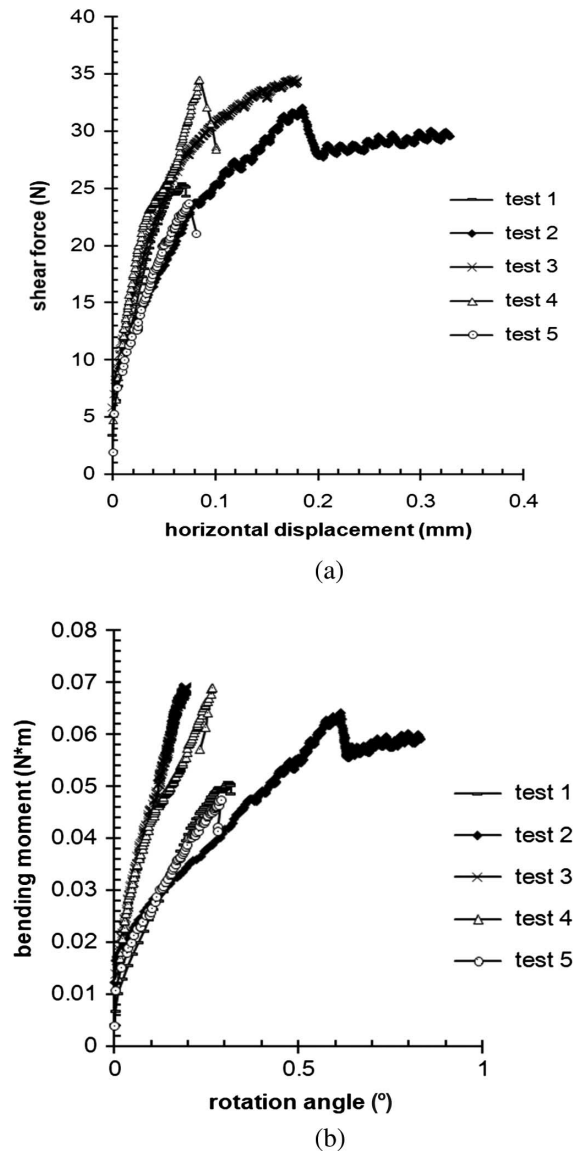 40
35
30
25
20
15
10
5
0
shear force (N)
test 1
test 2
test 3
test 4
test 5
0 0.1 0.2 0.3 0.4
horizontal displacement (mm)
(a)
0.08
0.07
0.06
0.05
0.04
0.03
0.02
0.01
0
bending moment (N*m)
test 1
test 2
test 3
test 4
test 5
0 0.5 1
rotation angle (º)
(b)